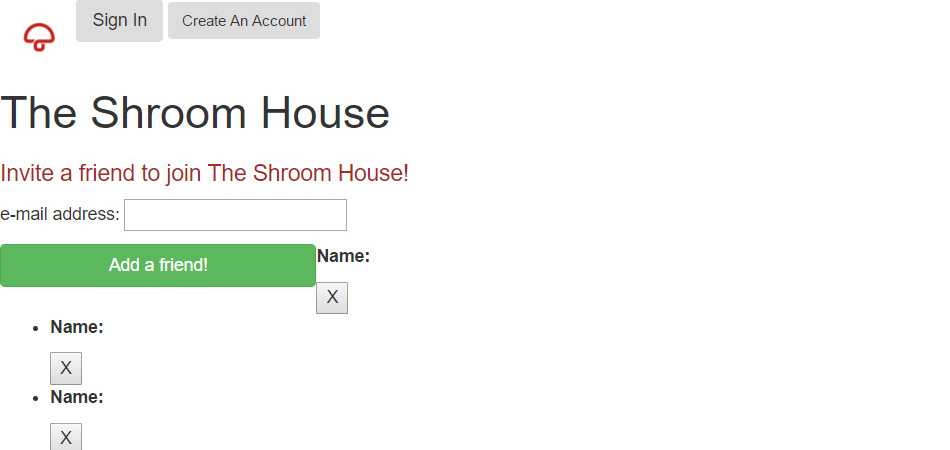 Sign In Create An Account
The Shroom House
Invite a friend to join The Shroom House!
e-mail address:
Add a friend! Name:
X
• Name:
X
• Name:
X